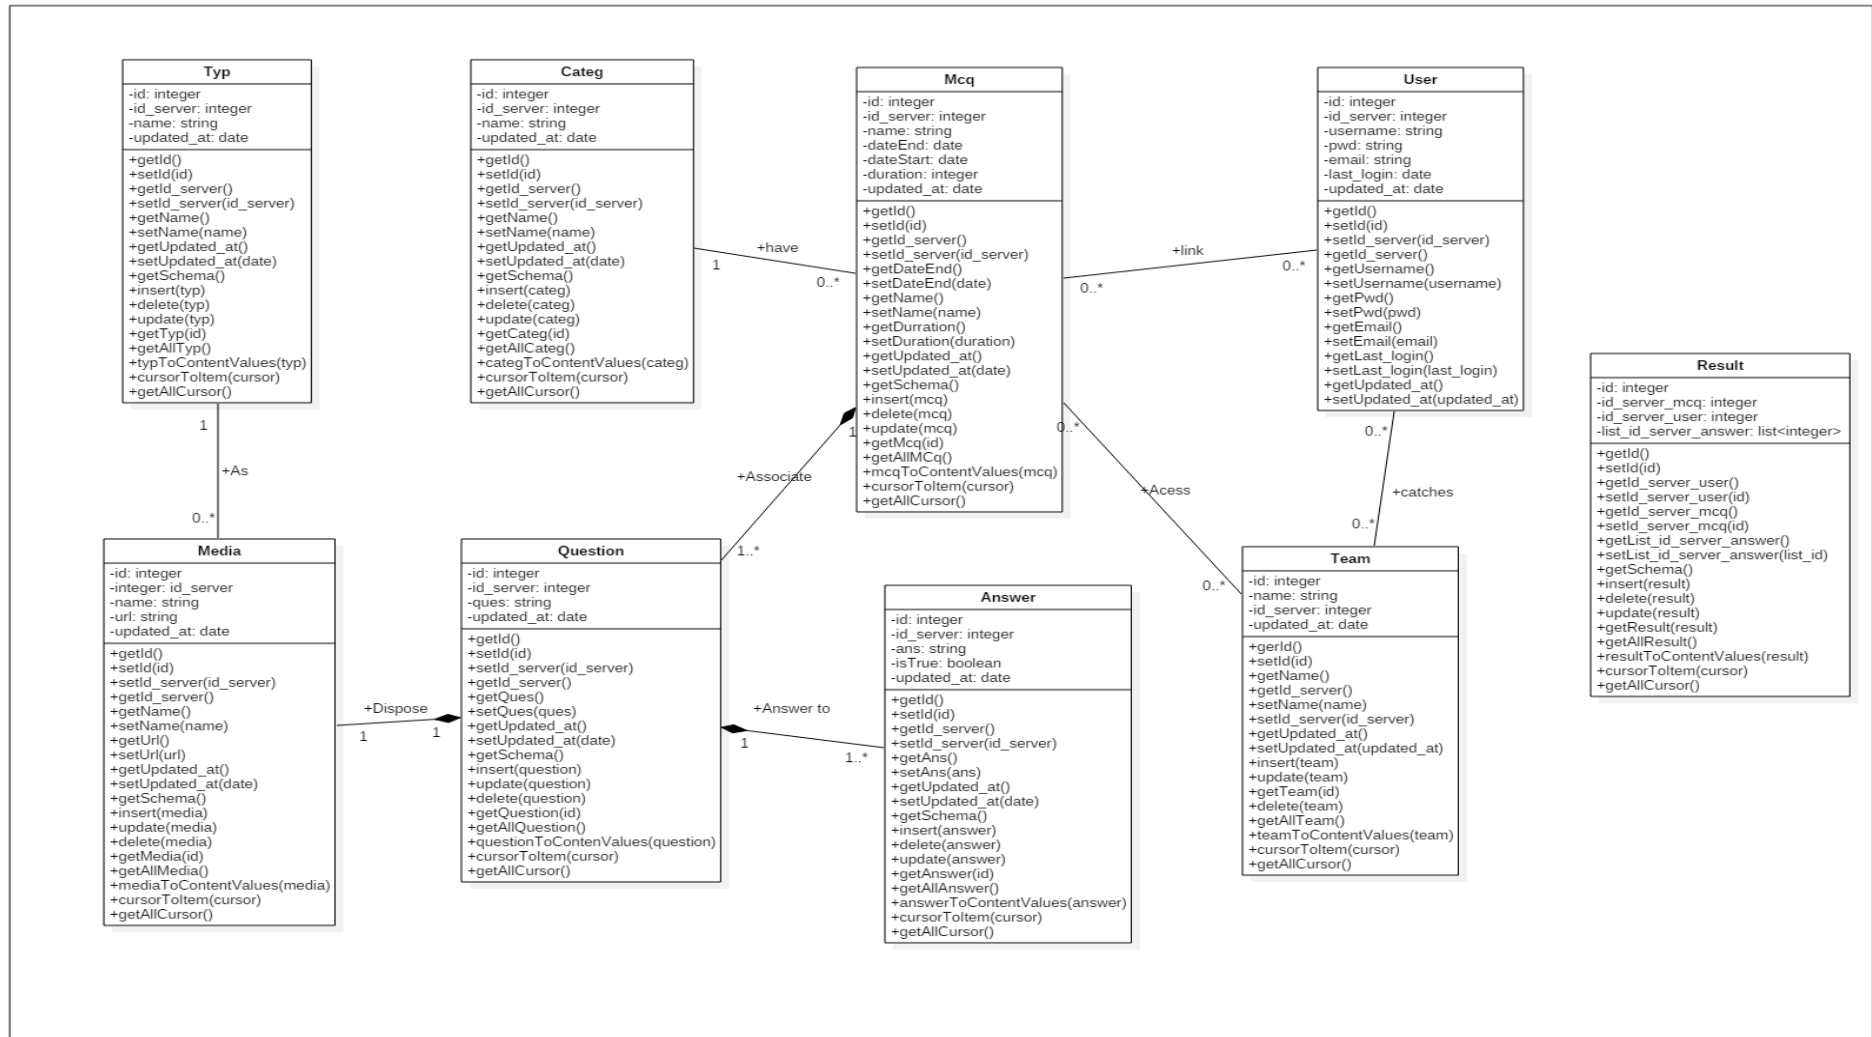 Typ
-id: integer
-id_server: integer
-name: string
-updated_at: date
+getId()
+setId(id)
+getId_server()
+setId_server(id_server)
+getName()
+setName(name)
+getUpdated_at()
+setUpdated_at(date)
+getSchema()
+insert(typ)
+delete(typ)
+update(typ)
+getTyp(id)
+getAllTyp()
+typToContentValues(typ)
+cursorToItem(cursor)
+getAllCursor()
Categ
-id: integer
-id_server: integer
-name: string
-updated_at: date
+getId()
+setId(id)
+getId_server()
+setId_server(id_server)
+getName()
+setName(name)
+getUpdated_at()
+setUpdated_at(date)
+getSchema()
+insert(categ)
+delete(categ)
+update(categ)
+getCateg(id)
+getAllCateg()
+categToContentValues(categ)
+cursorToItem(cursor)
+getAllCursor()
+have
1
0..*
Mcq
-id: integer
-id_server: integer
-name: string
-dateEnd: date
-dateStart: date
-duration: integer
-updated_at: date
+getId()
+setId(id)
+getId_server()
+setId_server(id_server)
+getDateEnd()
+setDateEnd(date)
+getName()
+setName(name)
+getDurration()
+setDuration(duration)
+getUpdated_at()
+setUpdated_at(date)
+getSchema()
+insert(mcq)
+delete(mcq)
+update(mcq)
+getMcq(id)
+getAllMCq()
+mcqToContentValues(mcq)
+cursorToItem(cursor)
+getAllCursor()
+link
0..*
0..*
User
-id: integer
-id_server: integer
-username: string
-pwd: string
-email: string
-last_login: date
-updated_at: date
+getId()
+setId(id)
+setId_server(id_server)
+getId_server()
+getUsername()
+setUsername(username)
+getPwd()
+setPwd(pwd)
+getEmail()
+setEmail(email)
+getLast_login()
+setLast_login(last_login)
+getUpdated_at()
+setUpdated_at(updated_at)
Result
-id: integer
-id_server_mcq: integer
-id_server_user: integer
-list_id_server_answer: list<integer>
+getId()
+setId(id)
+getId_server_user()
+setId_server_user(id)
+getId_server_mcq()
+setId_server_mcq(id)
+getList_id_server_answer()
+setList_id_server_answer(list_id)
+getSchema()
+insert(result)
+delete(result)
+update(result)
+getResult(result)
+getAllResult()
+resultToContentValues(result)
+cursorToItem(cursor)
+getAllCursor()
1
+As
0..*
1
+Associate
1..*
0..*
+Acess
0..*
0..*
+catches
0..*
Media
-id: integer
-integer: id_server
-name: string
-url: string
-updated_at: date
+getId()
+setId(id)
+setId_server(id_server)
+getId_server()
+getName()
+setName(name)
+getUrl()
+setUrl(url)
+getUpdated_at()
+setUpdated_at(date)
+getSchema()
+insert(media)
+update(media)
+delete(media)
+getMedia(id)
+getAllMedia()
+mediaToContentValues(media)
+cursorToItem(cursor)
+getAllCursor()
+Dispose
1
1
Question
-id: integer
-id_server: integer
-ques: string
-updated_at: date
+getId()
+setId(id)
+setId_server(id_server)
+getId_server()
+getQues()
+setQues(ques)
+getUpdated_at()
+setUpdated_at(date)
+getSchema()
+insert(question)
+update(question)
+delete(question)
+getQuestion(id)
+getAllQuestion()
+questionToContenValues(question)
+cursorToItem(cursor)
+getAllCursor()
+Answer to
1
1..*
Answer
-id: integer
-id_server: integer
-ans: string
-isTrue: boolean
-updated_at: date
+getId()
+setId(id)
+getId_server()
+setId_server(id_server)
+getAns()
+setAns(ans)
+getUpdated_at()
+setUpdated_at(date)
+getSchema()
+insert(answer)
+delete(answer)
+update(answer)
+getAnswer(id)
+getAllAnswer()
+answerToContentValues(answer)
+cursorToItem(cursor)
+getAllCursor()
Team
-id: integer
-name: string
-id_server: integer
-updated_at: date
+gerId()
+setId(id)
+getName()
+getId_server()
+setName(name)
+setId_server(id_server)
+getUpdated_at()
+setUpdated_at(updated_at)
+insert(team)
+update(team)
+getTeam(id)
+delete(team)
+getAllTeam()
+teamToContentValues(team)
+cursorToItem(cursor)
+getAllCursor()